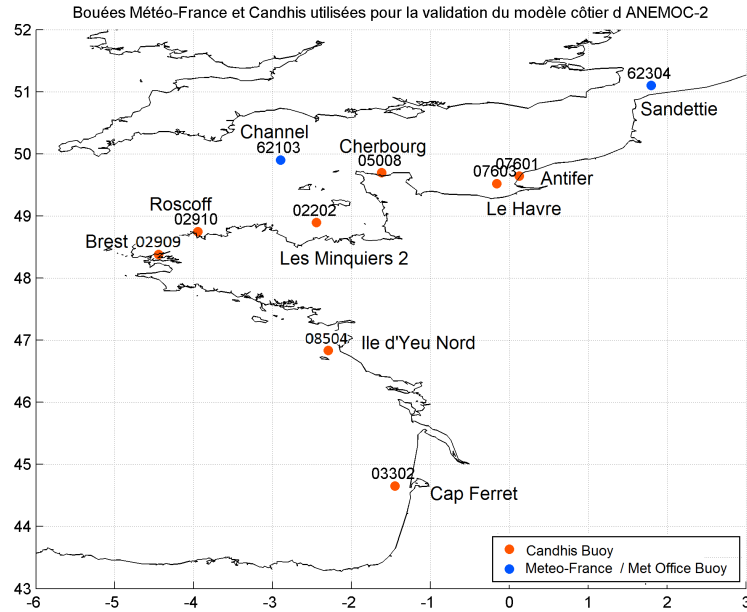 Bouées Météo-France et Candhis utilisées pour la validation du modèle côtier d ANEMOC-2
52
62304
51
Sandettie
Channel
62103
Cherbourg
05008
50
07601
07603
Antifer
Roscoff
02910
02202
Le Havre
49
Brest 02909
Les Minquiers 2
48
08504
Ile d'Yeu Nord
47
46
45
03302
Cap Ferret
44
Candhis Buoy
Meteo-France / Met Office Buoy
43
-6 -5 -4 -3 -2 -1 0 1 2 3